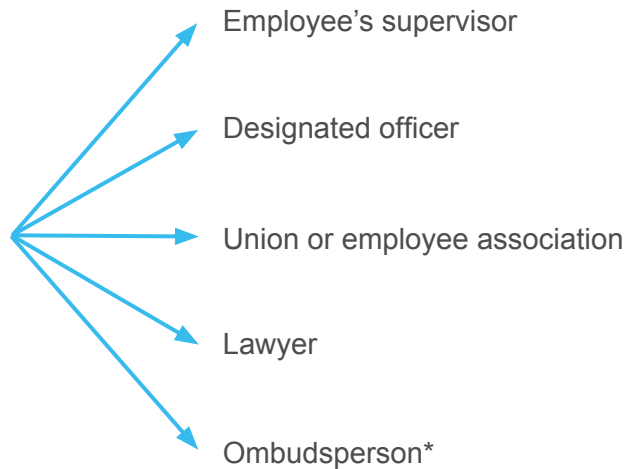 Employee’s supervisor
Designated officer
Union or employee association
Lawyer
Ombudsperson*